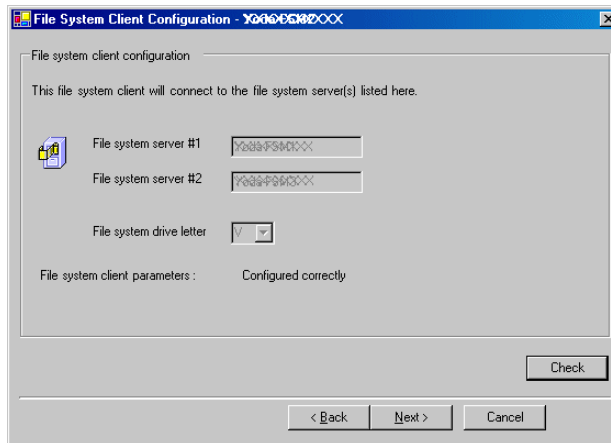 File System Client Configuration -
File system client configuration
This file system client will connect to the file system server(s) listed here.
File system server #1
File system server #2
File system drive letter V
File system client parameters : Configured correctly
Check
< Back Next > Cancel